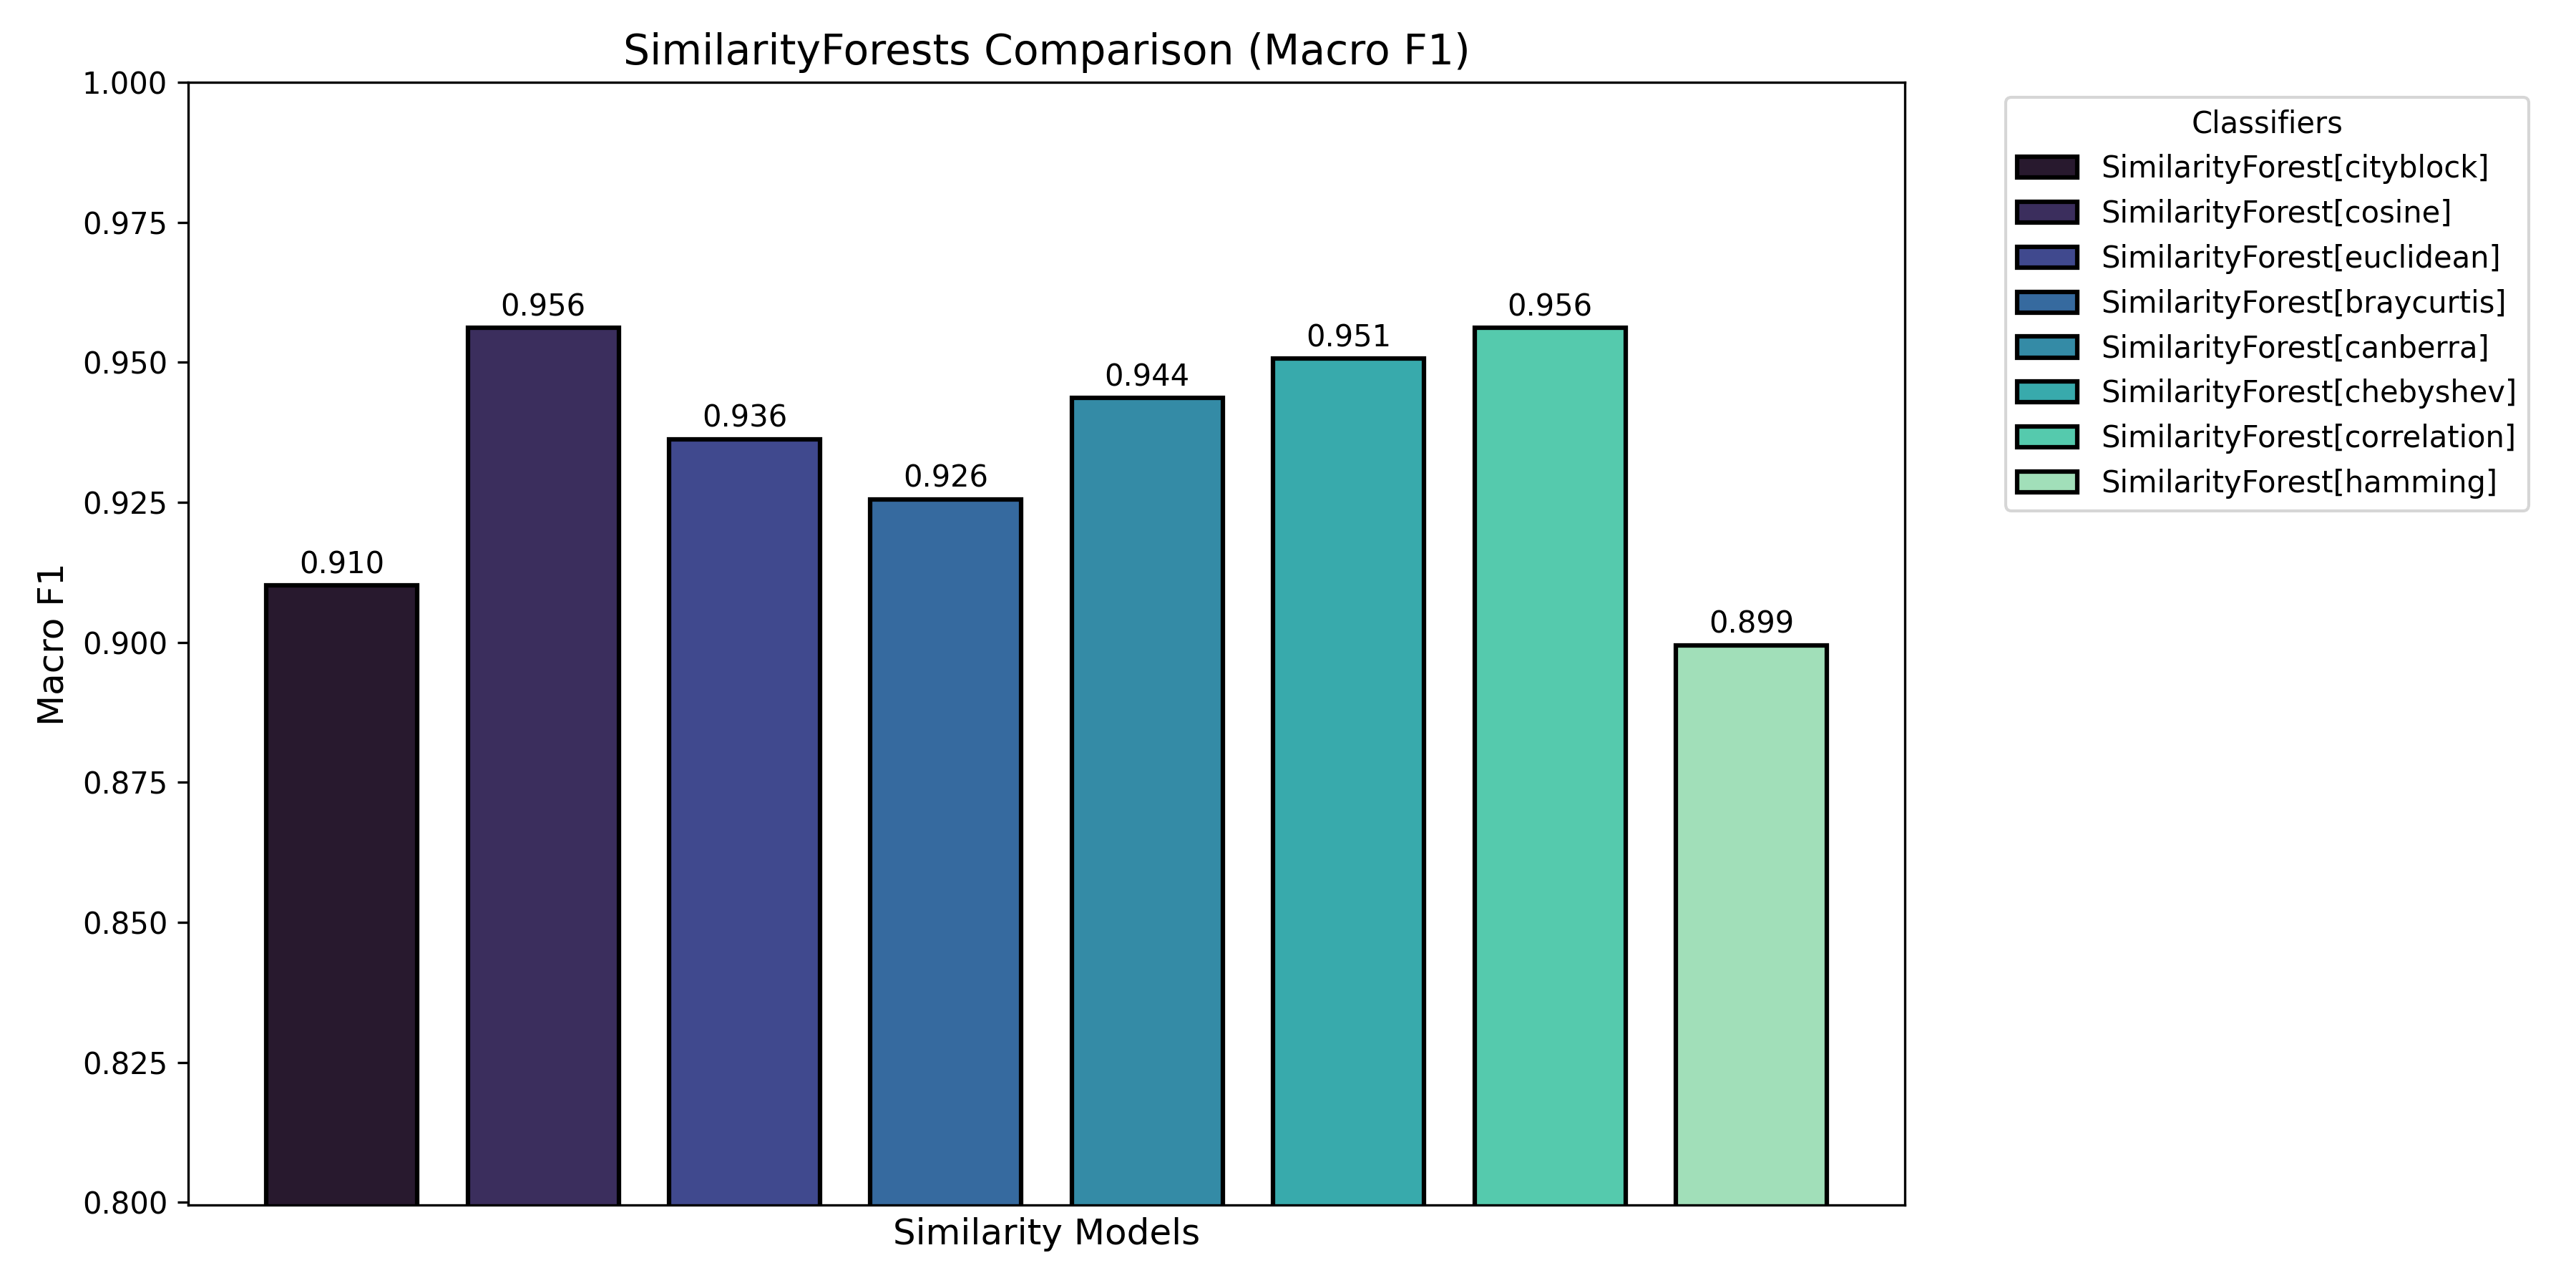 SimilarityForests Comparison (Macro F1)
1.000
0.975
0.950
0.925
0.900
0.875
0.850
0.825
0.800
Macro F1
0.910
0.956
0.936
0.926
0.944
0.951
0.956
0.899
Similarity Models
Classifiers
SimilarityForest[cityblock]
SimilarityForest[cosine]
SimilarityForest[euclidean]
SimilarityForest[braycurtis]
SimilarityForest[canberra]
SimilarityForest[chebyshev]
SimilarityForest[correlation]
SimilarityForest[hamming]